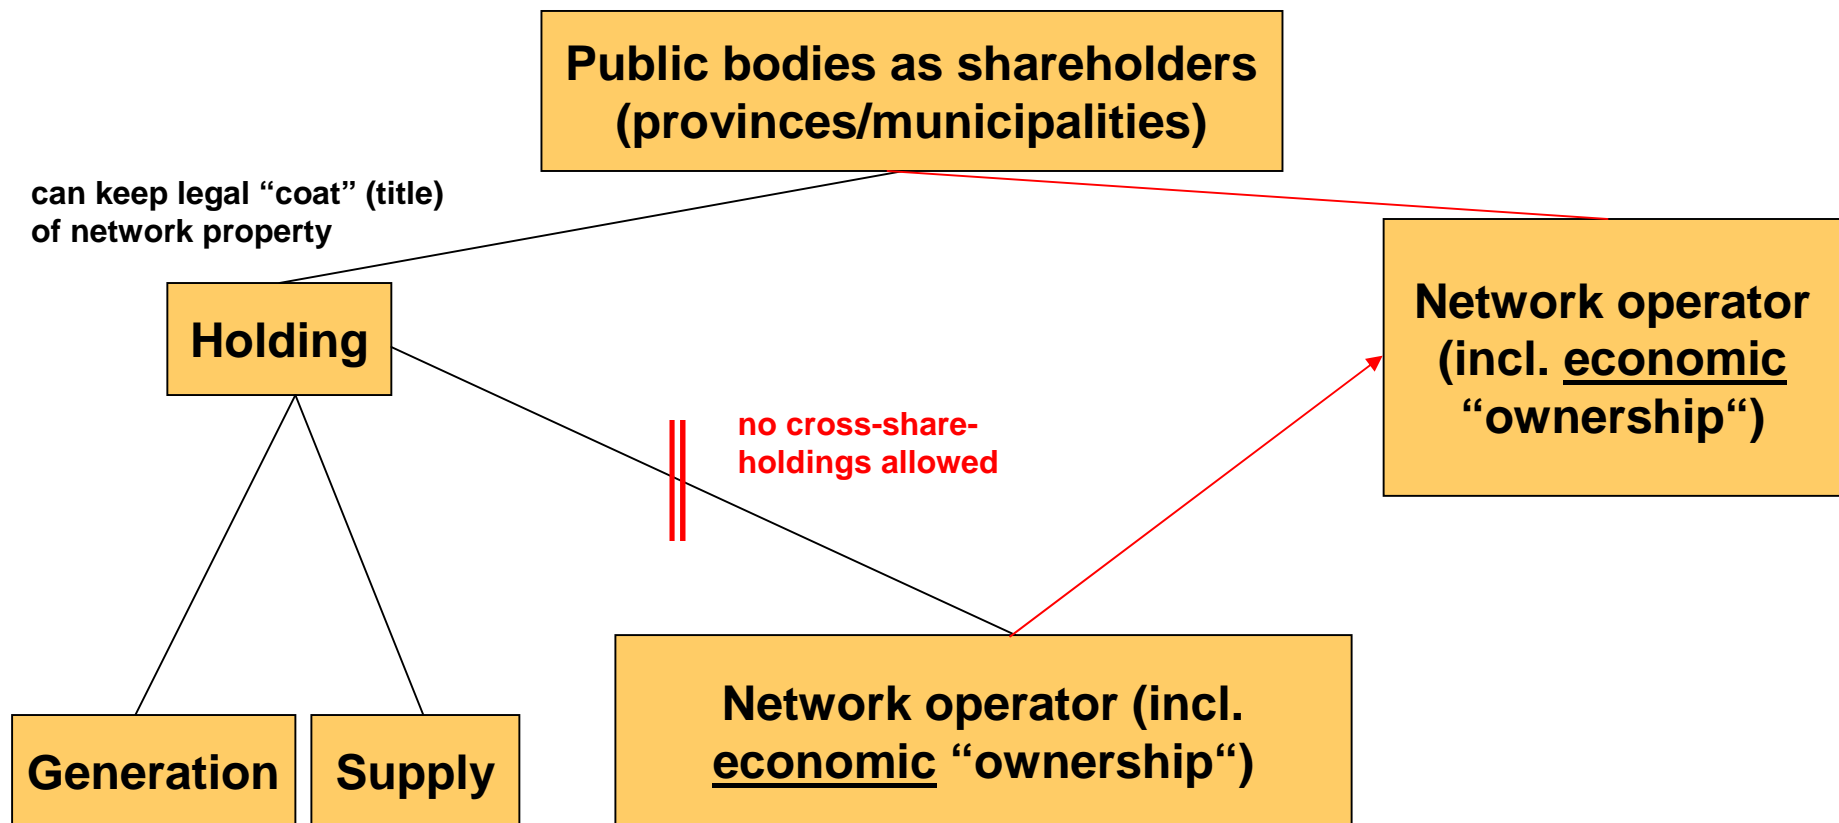 Public bodies as shareholders
(provinces/municipalities)
can keep legal “coat” (title)
of network property
Holding
Network operator
(incl. economic
“ownership“)
no cross-share-
holdings allowed
Network operator (incl.
economic “ownership“)
Generation
Supply